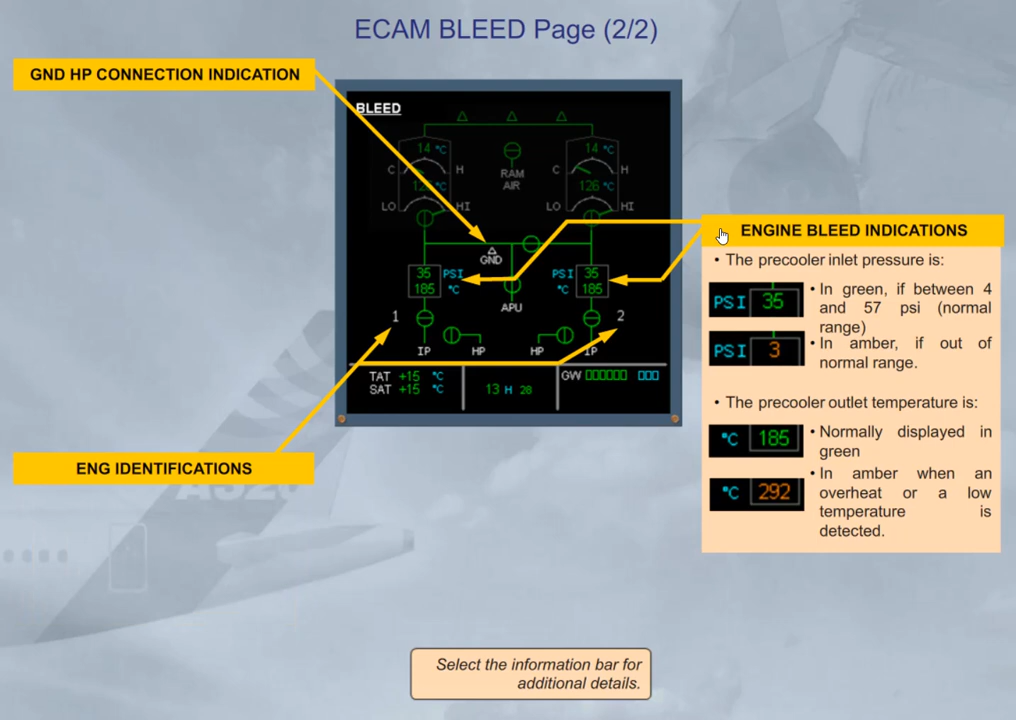 ECAM BLEED Page (2/2)
GND HP CONNECTION INDICATION
BLEED
14 °C
14 °C
C
H
RAM
AIR
C
H
126 °C
126 °C
LO
HI
LO
HI
GND
35 PSI
185 °C
PSI 35
°C 185
APU
1
2
IP
HP
HP
IP
TAT +15 °C
SAT +15 °C
13 H 28
GW
ENG IDENTIFICATIONS
ENGINE BLEED INDICATIONS
• The precooler inlet pressure is:
PSI 35
• In green, if between 4
and 57 psi (normal
range)
PSI 3
• In amber, if out of
normal range.
• The precooler outlet temperature is:
°C 185
• Normally displayed in
green
°C 292
• In amber when an
overheat or a low
temperature is
detected.
Select the information bar for
additional details.